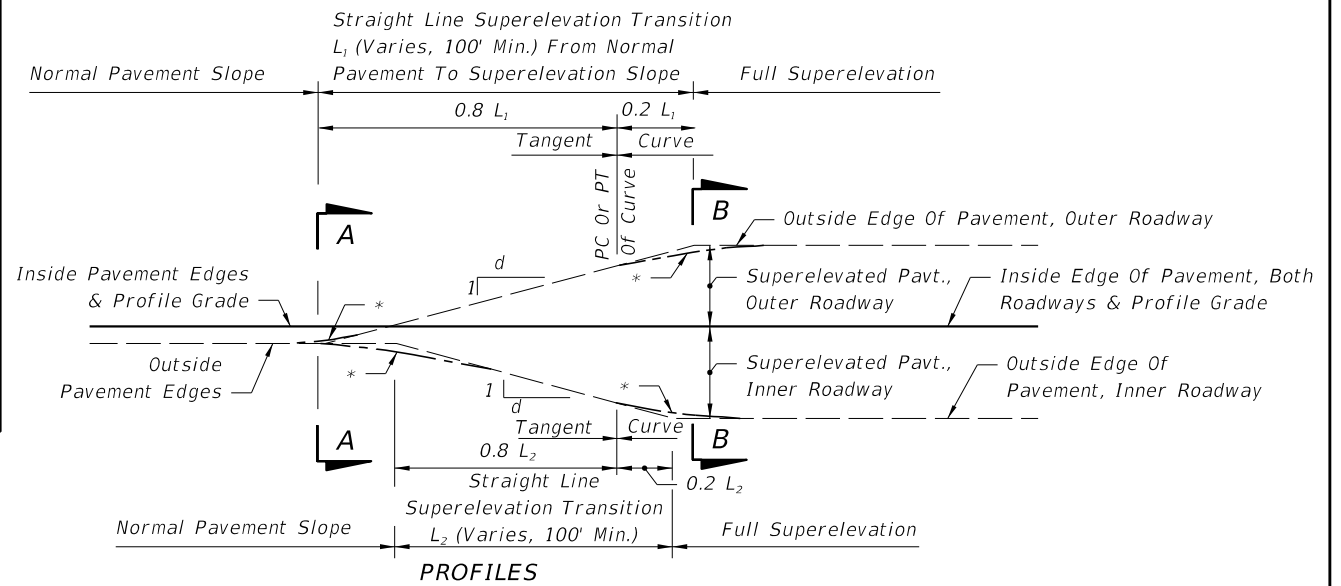 Straight Line Superelevation Transition
L₁ (Varies, 100' Min.) From Normal
Pavement To Superelevation Slope
Normal Pavement Slope
Full Superelevation
0.8 L₁
0.2 L₁
Tangent
Curve
PC Or PT
Of Curve
A
B
Outside Edge Of Pavement, Outer Roadway
d
1
*
Inside Pavement Edges
& Profile Grade
*
Superelevated Pavt.,
Outer Roadway
Inside Edge Of Pavement, Both
Roadways & Profile Grade
Outside
Pavement Edges
*
1
d
*
Superelevated Pavt.,
Inner Roadway
Outside Edge Of
Pavement, Inner Roadway
A
B
Tangent
Curve
0.8 L₂
0.2 L₂
Straight Line
Superelevation Transition
L₂ (Varies, 100' Min.)
Normal Pavement Slope
Full Superelevation
PROFILES